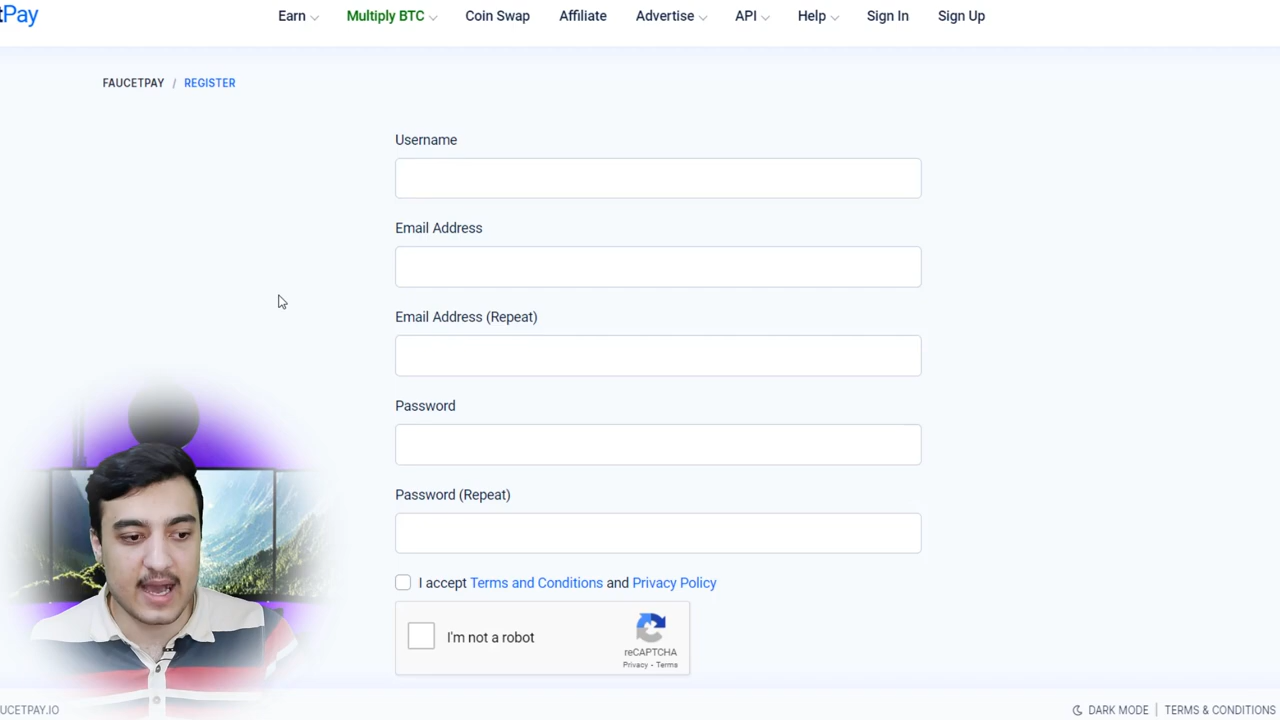 tPay
Earn Multiply BTC Coin Swap Affiliate Advertise API Help Sign In Sign Up
FAUCETPAY / REGISTER
Username
Email Address
Email Address (Repeat)
Password
Password (Repeat)
I accept Terms and Conditions and Privacy Policy
I'm not a robot
reCAPTCHA
Privacy - Terms
UCETPAY.IO
DARK MODE | TERMS & CONDITIONS